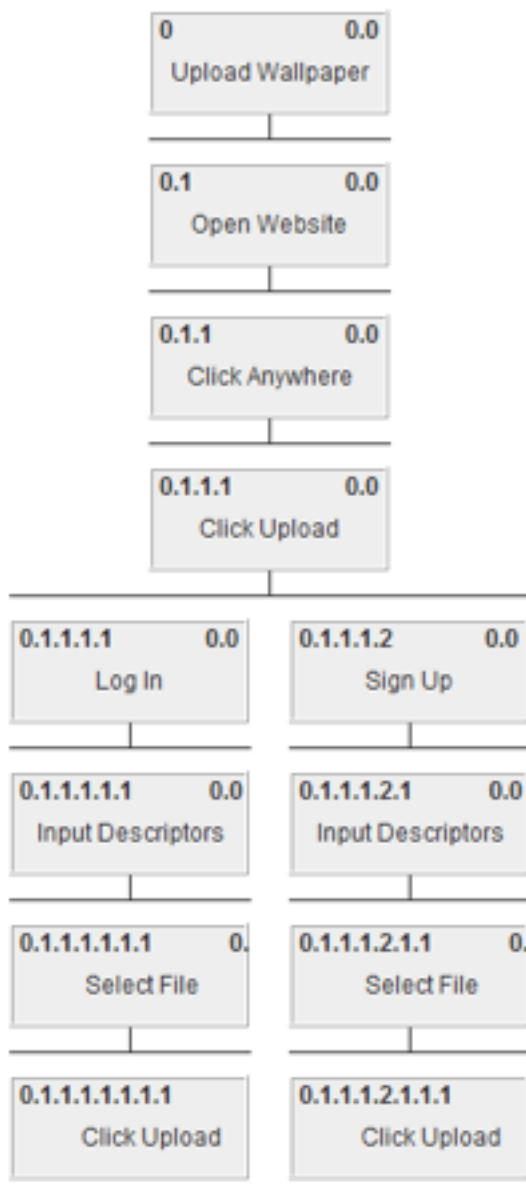 0 0.0
Upload Wallpaper
0.1 0.0
Open Website
0.1.1 0.0
Click Anywhere
0.1.1.1 0.0
Click Upload
0.1.1.1.1 0.0 0.1.1.1.2 0.0
Log In Sign Up
0.1.1.1.1.1 0.0 0.1.1.1.2.1 0.0
Input Descriptors Input Descriptors
0.1.1.1.1.1.1 0. 0.1.1.1.2.1.1 0.
Select File Select File
0.1.1.1.1.1.1.1 0.1.1.1.2.1.1.1
Click Upload Click Upload